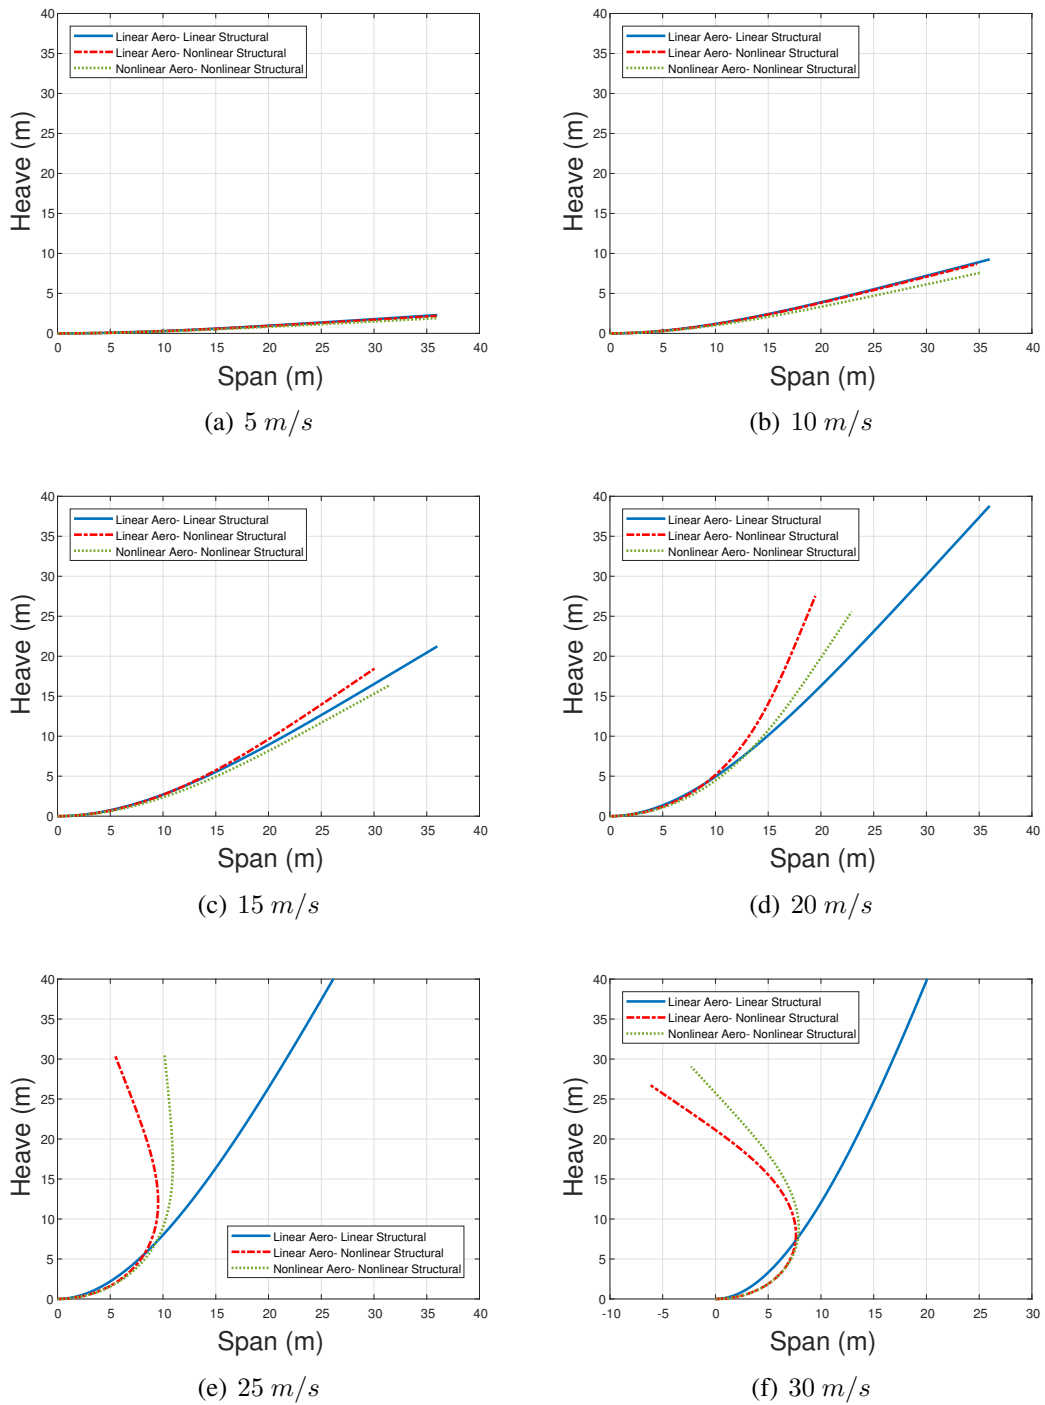 40
35
30
25
20
15
10
5
0
Heave (m)
Linear Aero- Linear Structural
Linear Aero- Nonlinear Structural
Nonlinear Aero- Nonlinear Structural
0 5 10 15 20 25 30 35 40
Span (m)
(a) 5 m/s
40
35
30
25
20
15
10
5
0
Heave (m)
Linear Aero- Linear Structural
Linear Aero- Nonlinear Structural
Nonlinear Aero- Nonlinear Structural
0 5 10 15 20 25 30 35 40
Span (m)
(b) 10 m/s
40
35
30
25
20
15
10
5
0
Heave (m)
Linear Aero- Linear Structural
Linear Aero- Nonlinear Structural
Nonlinear Aero- Nonlinear Structural
0 5 10 15 20 25 30 35 40
Span (m)
(c) 15 m/s
40
35
30
25
20
15
10
5
0
Heave (m)
Linear Aero- Linear Structural
Linear Aero- Nonlinear Structural
Nonlinear Aero- Nonlinear Structural
0 5 10 15 20 25 30 35 40
Span (m)
(d) 20 m/s
40
35
30
25
20
15
10
5
0
Heave (m)
Linear Aero- Linear Structural
Linear Aero- Nonlinear Structural
Nonlinear Aero- Nonlinear Structural
0 5 10 15 20 25 30 35 40
Span (m)
(e) 25 m/s
40
35
30
25
20
15
10
5
0
Heave (m)
Linear Aero- Linear Structural
Linear Aero- Nonlinear Structural
Nonlinear Aero- Nonlinear Structural
-10 -5 0 5 10 15 20 25 30
Span (m)
(f) 30 m/s